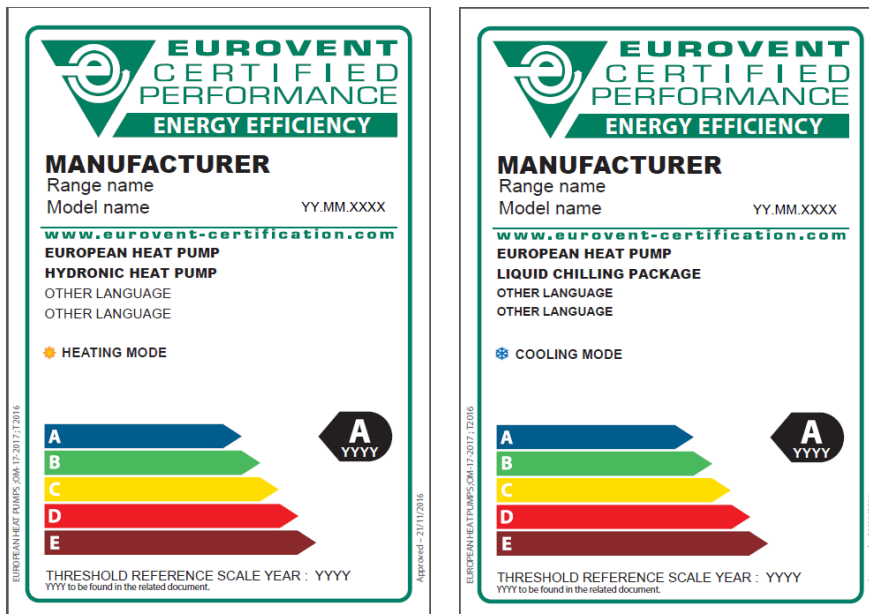 EUROVENT
CERTIFIED
PERFORMANCE
ENERGY EFFICIENCY
MANUFACTURER
Range name
Model name YY.MM.XXXX
www.eurovent-certification.com
EUROPEAN HEAT PUMP
HYDRONIC HEAT PUMP
OTHER LANGUAGE
OTHER LANGUAGE
HEATING MODE
A
B
C
D
E
A
YYYY
THRESHOLD REFERENCE SCALE YEAR : YYYY
YYYY to be found in the related document.
EUROPEAN HEAT PUMPS;OM-17-2017 ; T2016
Approved – 21/11/2016
EUROVENT
CERTIFIED
PERFORMANCE
ENERGY EFFICIENCY
MANUFACTURER
Range name
Model name YY.MM.XXXX
www.eurovent-certification.com
EUROPEAN HEAT PUMP
LIQUID CHILLING PACKAGE
OTHER LANGUAGE
OTHER LANGUAGE
COOLING MODE
A
B
C
D
E
A
YYYY
THRESHOLD REFERENCE SCALE YEAR : YYYY
YYYY to be found in the related document.
EUROPEAN HEAT PUMPS;OM-17-2017 ; T2016